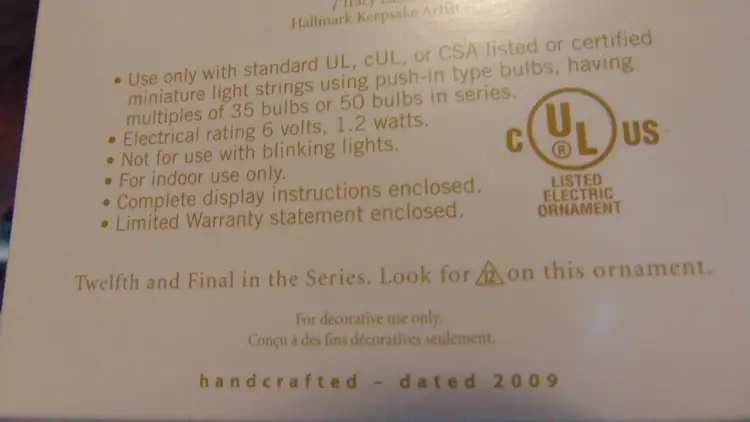 Hallmark Keepsake Artist
• Use only with standard UL, cUL, or CSA listed or certified
miniature light strings using push-in type bulbs, having
multiples of 35 bulbs or 50 bulbs in series.
• Electrical rating 6 volts, 1.2 watts.
• Not for use with blinking lights.
• For indoor use only.
• Complete display instructions enclosed.
• Limited Warranty statement enclosed.
C UL ® US
LISTED
ELECTRIC
ORNAMENT
Twelfth and Final in the Series. Look for 12 on this ornament.
For decorative use only.
Conçu à des fins décoratives seulement.
handcrafted – dated 2009